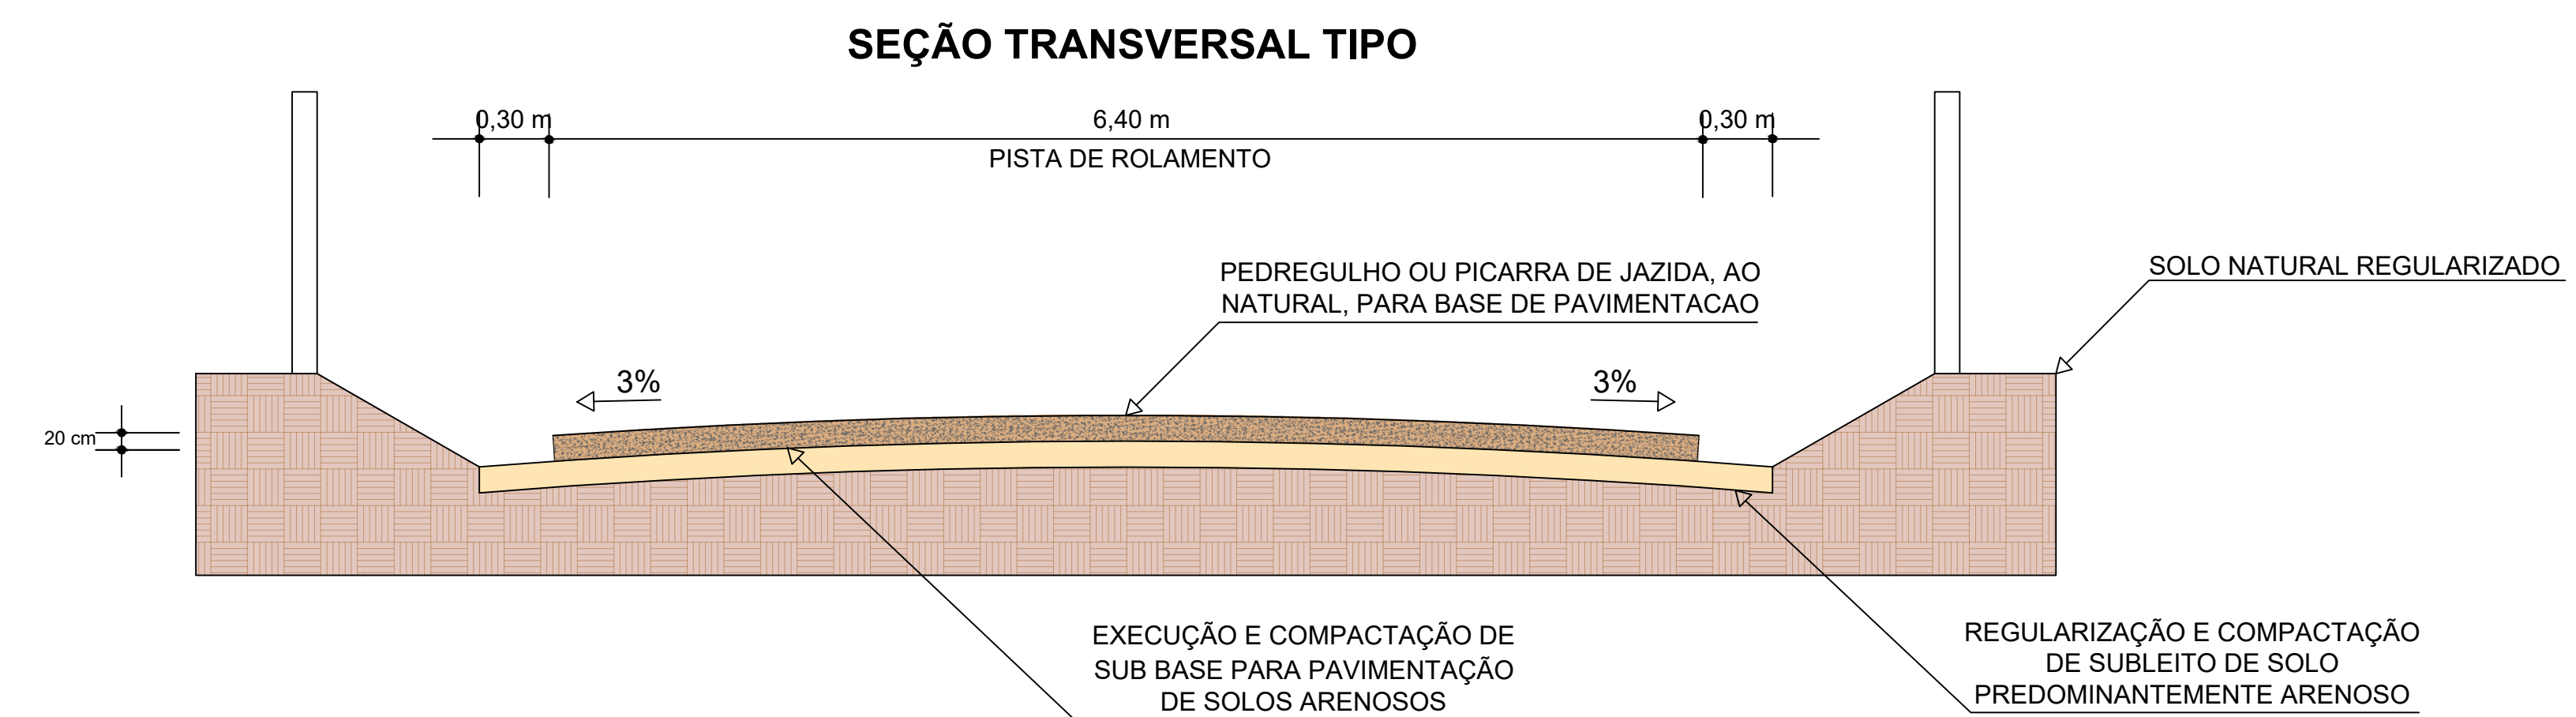 SEÇÃO TRANSVERSAL TIPO
0,30 m
6,40 m
0,30 m
PISTA DE ROLAMENTO
PEDREGULHO OU PICARRA DE JAZIDA, AO
NATURAL, PARA BASE DE PAVIMENTACAO
SOLO NATURAL REGULARIZADO
3%
3%
20 cm
EXECUÇÃO E COMPACTAÇÃO DE
SUB BASE PARA PAVIMENTAÇÃO
DE SOLOS ARENOSOS
REGULARIZAÇÃO E COMPACTAÇÃO
DE SUBLEITO DE SOLO
PREDOMINANTEMENTE ARENOSO